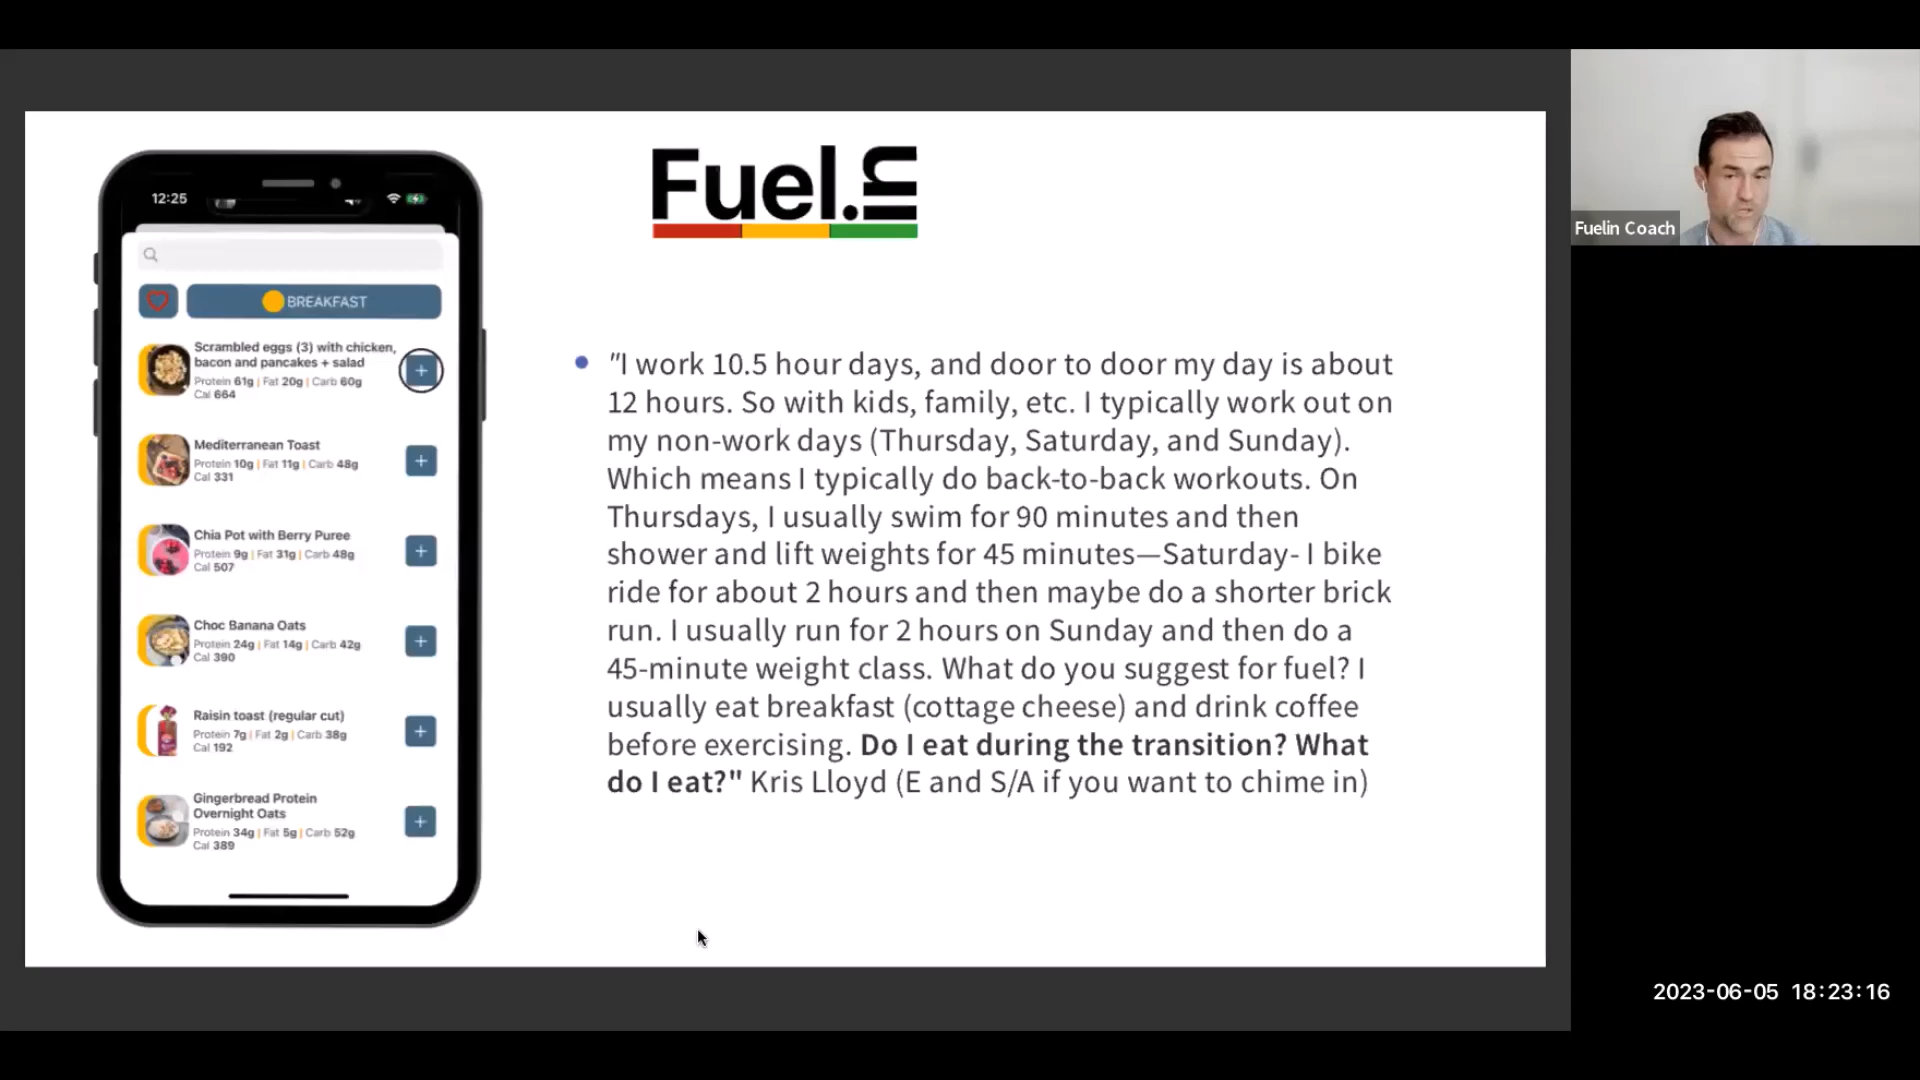 12:25
BREAKFAST
Scrambled eggs (3) with chicken,
bacon and pancakes + salad
Protein 61g | Fat 20g | Carb 60g
Cal 664
+
Mediterranean Toast
Protein 10g | Fat 11g | Carb 48g
Cal 331
+
Chia Pot with Berry Puree
Protein 9g | Fat 31g | Carb 48g
Cal 507
+
Choc Banana Oats
Protein 24g | Fat 14g | Carb 42g
Cal 390
+
Raisin toast (regular cut)
Protein 7g | Fat 2g | Carb 38g
Cal 192
+
Gingerbread Protein
Overnight Oats
Protein 34g | Fat 5g | Carb 52g
Cal 389
+
Fuel.in
• "I work 10.5 hour days, and door to door my day is about
12 hours. So with kids, family, etc. I typically work out on
my non-work days (Thursday, Saturday, and Sunday).
Which means I typically do back-to-back workouts. On
Thursdays, I usually swim for 90 minutes and then
shower and lift weights for 45 minutes—Saturday- I bike
ride for about 2 hours and then maybe do a shorter brick
run. I usually run for 2 hours on Sunday and then do a
45-minute weight class. What do you suggest for fuel? I
usually eat breakfast (cottage cheese) and drink coffee
before exercising. Do I eat during the transition? What
do I eat?" Kris Lloyd (E and S/A if you want to chime in)
Fuelin Coach
2023-06-05 18:23:16